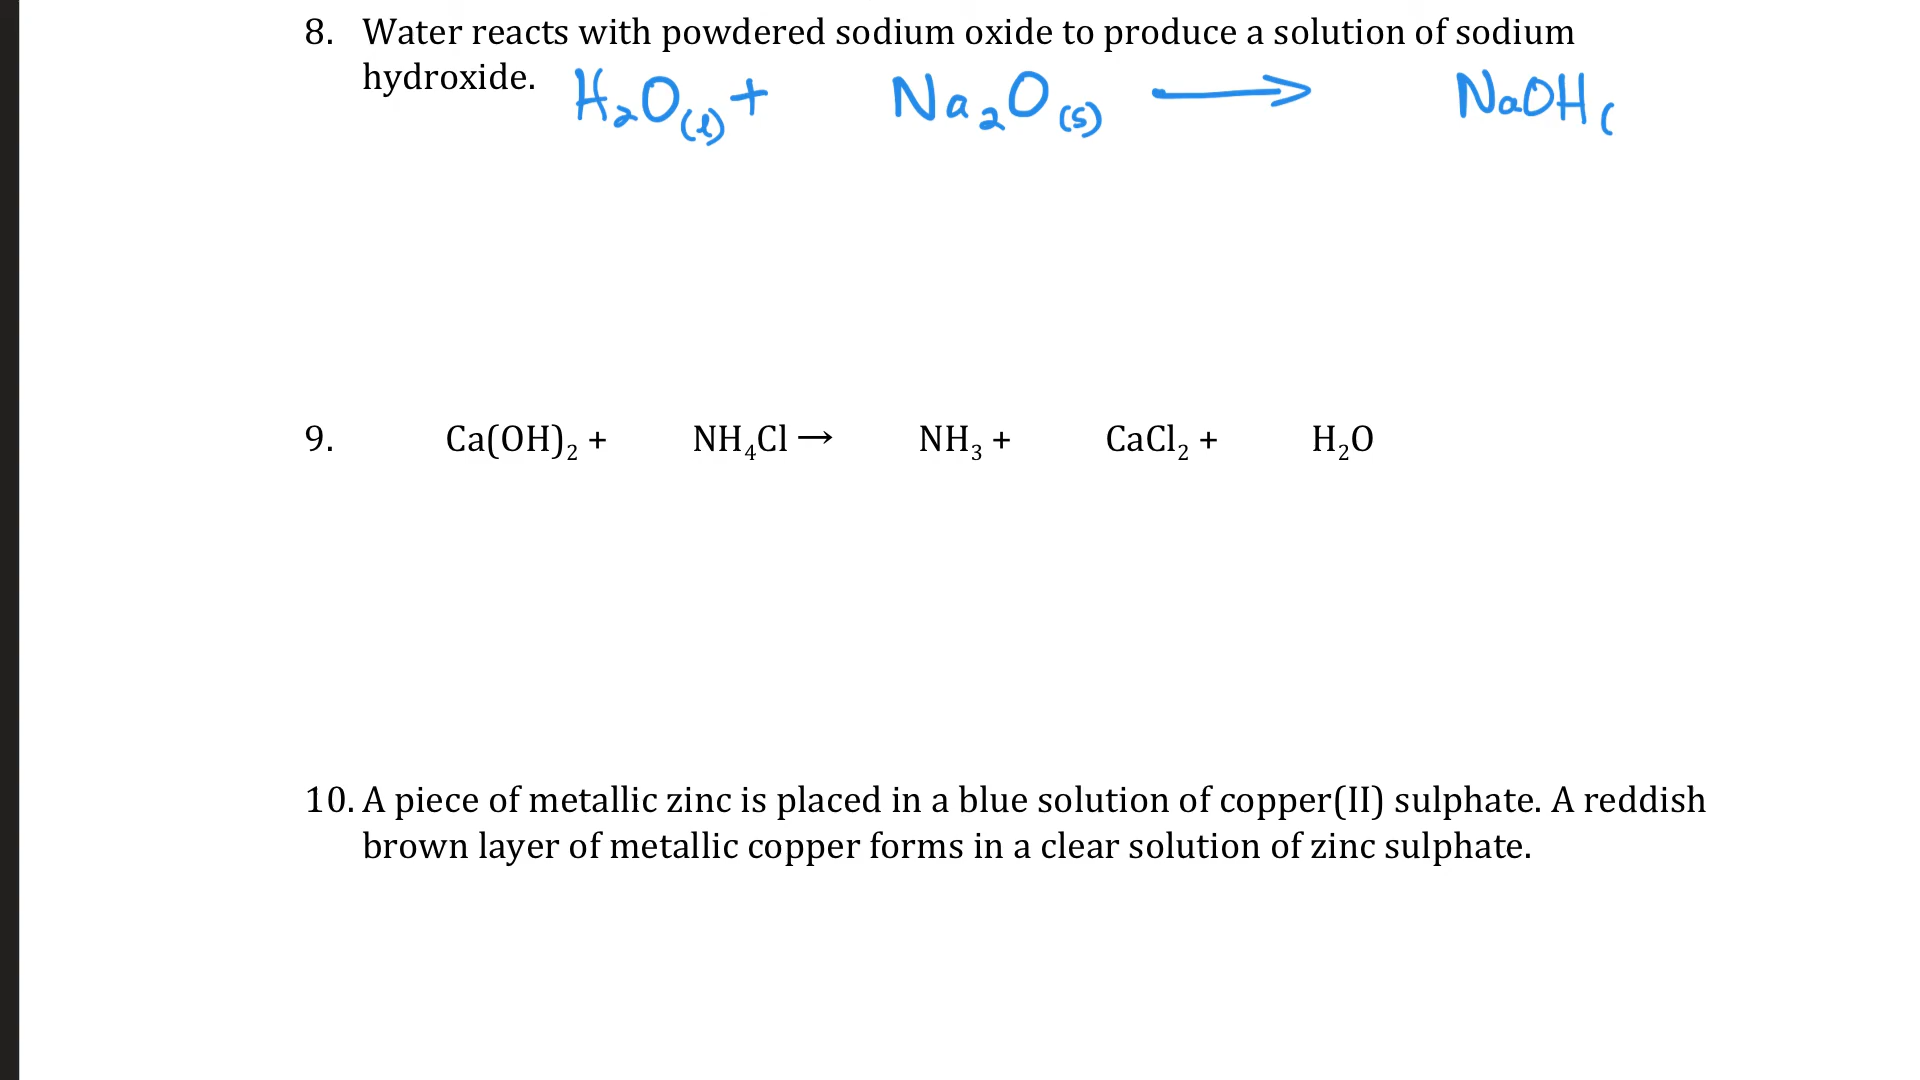 8. Water reacts with powdered sodium oxide to produce a solution of sodium
hydroxide. H₂O(l) + Na₂O(s) ⟶ NaOH(
9. Ca(OH)₂ + NH₄Cl → NH₃ + CaCl₂ + H₂O
10. A piece of metallic zinc is placed in a blue solution of copper(II) sulphate. A reddish
brown layer of metallic copper forms in a clear solution of zinc sulphate.